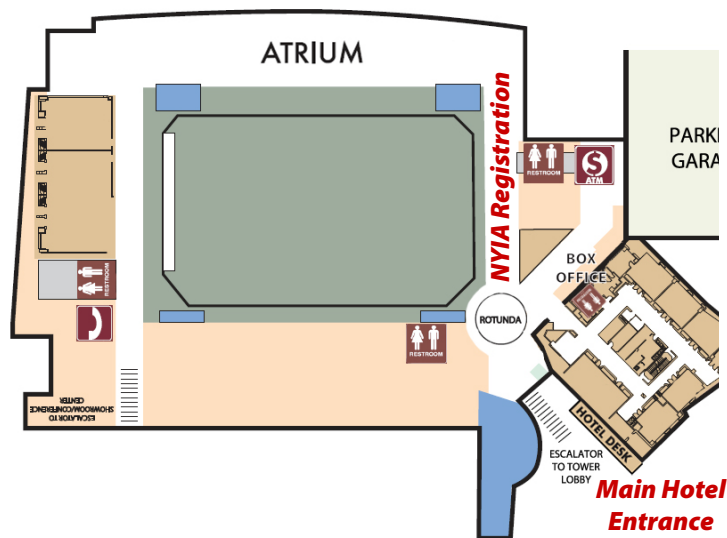 ATRIUM
NYIA Registration
RESTROOM
$
ATM
PARKI
GARA
BOX
OFFICE
RESTROOM
ROTUNDA
RESTROOM
ESCALATOR TO
SHOWROOM/CONFERENCE
CENTER
HOTEL DESK
ESCALATOR
TO TOWER
LOBBY
Main Hotel
Entrance